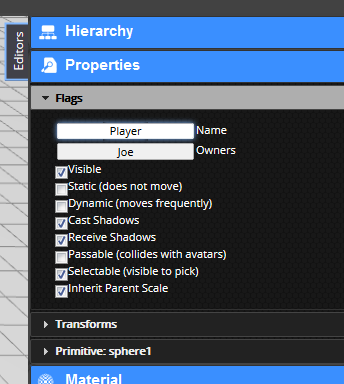 Editors
Hierarchy
Properties
Flags
Player Name
Joe Owners
Visible
Static (does not move)
Dynamic (moves frequently)
Cast Shadows
Receive Shadows
Passable (collides with avatars)
Selectable (visible to pick)
Inherit Parent Scale
Transforms
Primitive: sphere1
Material